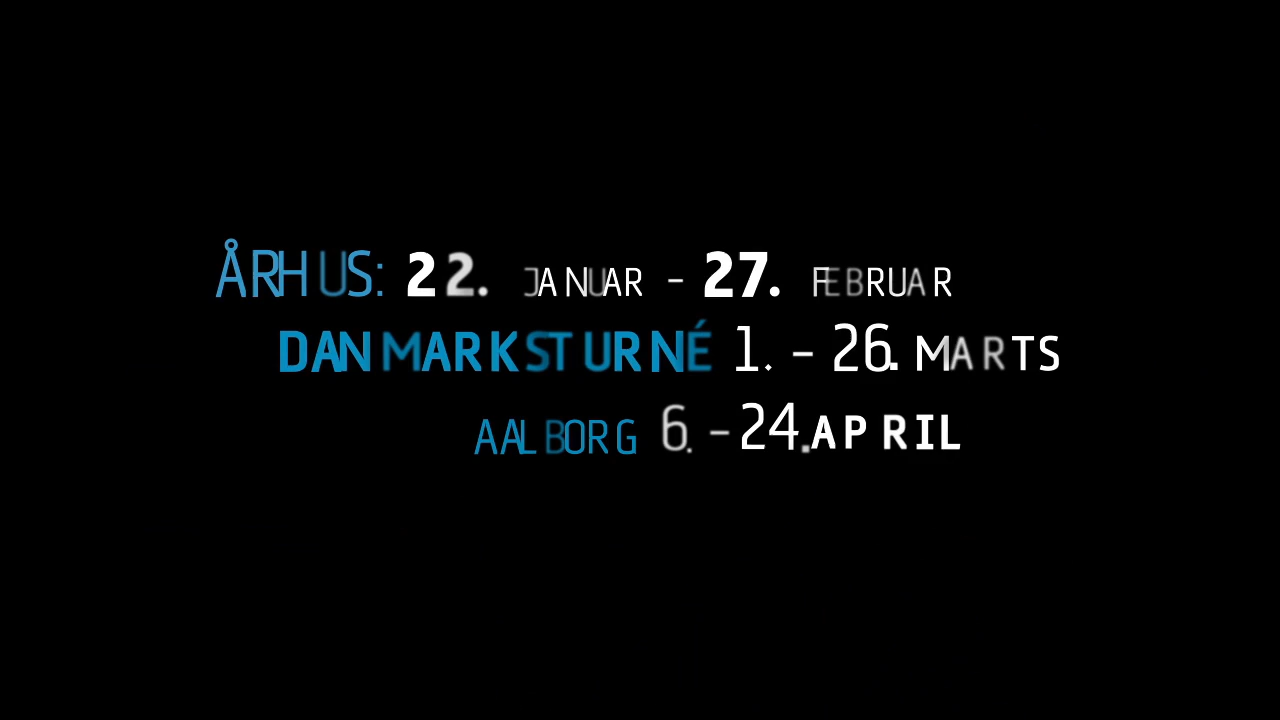 ÅRHUS: 22. JANUAR - 27. FEBRUAR
DANMARKSTURNÉ 1. - 26. MARTS
AALBORG 6. - 24. APRIL